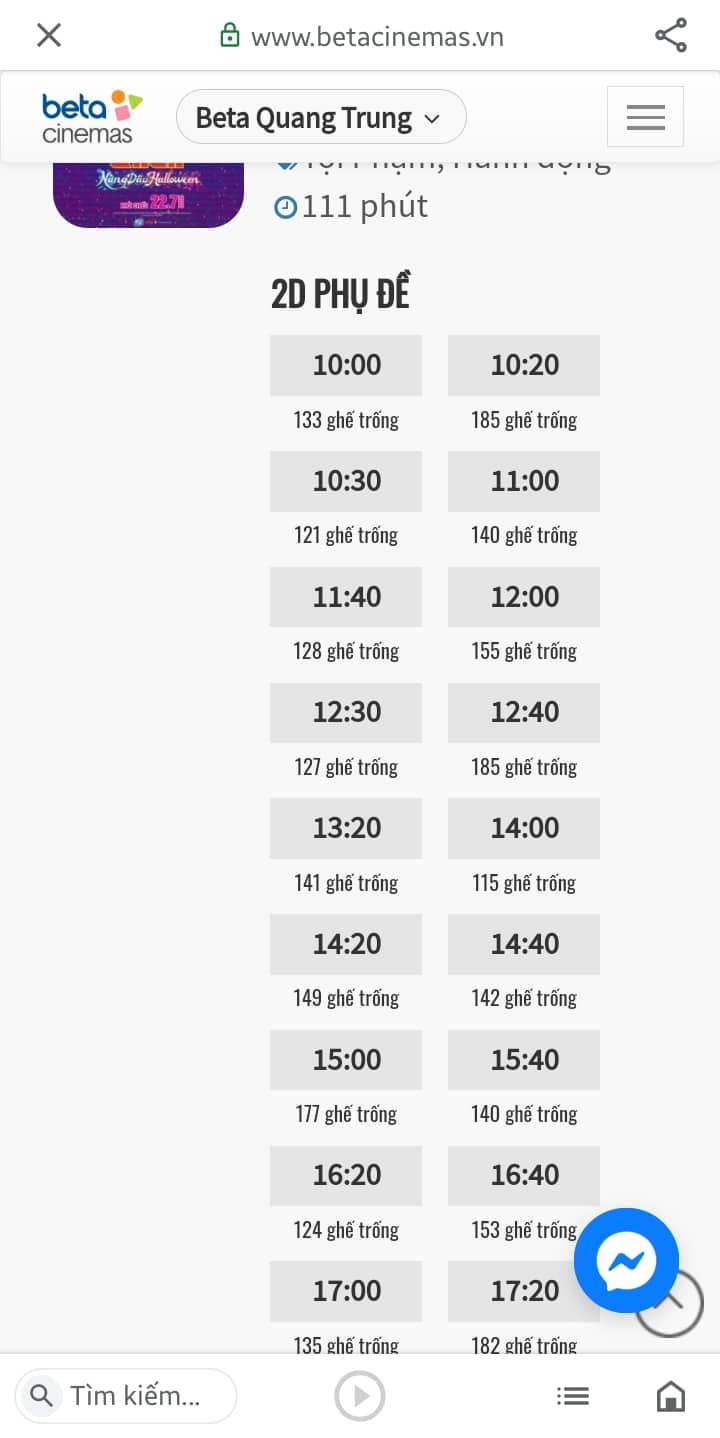 www.betacinemas.vn
beta
cinemas
Beta Quang Trung
Nàng Dâu Halloween
22.7
111 phút
2D PHỤ ĐỀ
10:00 10:20
133 ghế trống 185 ghế trống
10:30 11:00
121 ghế trống 140 ghế trống
11:40 12:00
128 ghế trống 155 ghế trống
12:30 12:40
127 ghế trống 185 ghế trống
13:20 14:00
141 ghế trống 115 ghế trống
14:20 14:40
149 ghế trống 142 ghế trống
15:00 15:40
177 ghế trống 140 ghế trống
16:20 16:40
124 ghế trống 153 ghế trống
17:00 17:20
135 ghế trống 182 ghế trống
Tìm kiếm...